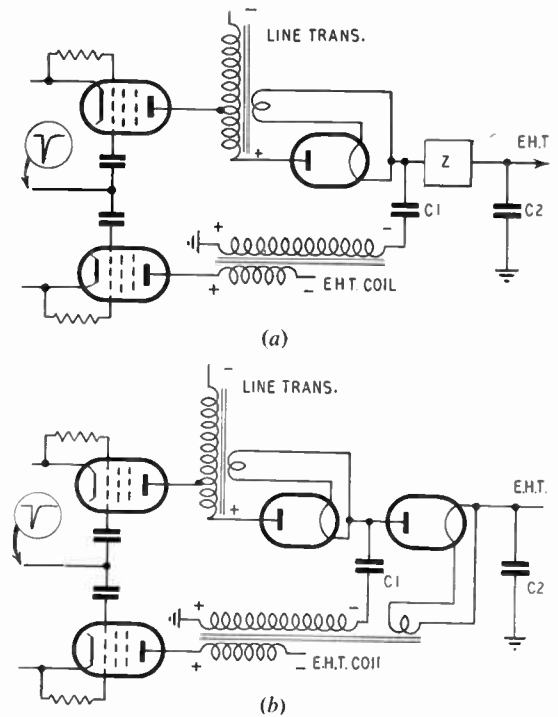 −
LINE TRANS.
+
E.H.T.
Z
C1
C2
+
−
+
−
E.H.T. COIL
(a)
−
LINE TRANS.
+
E.H.T.
C1
C2
+
−
+
−
E.H.T. COIL
(b)